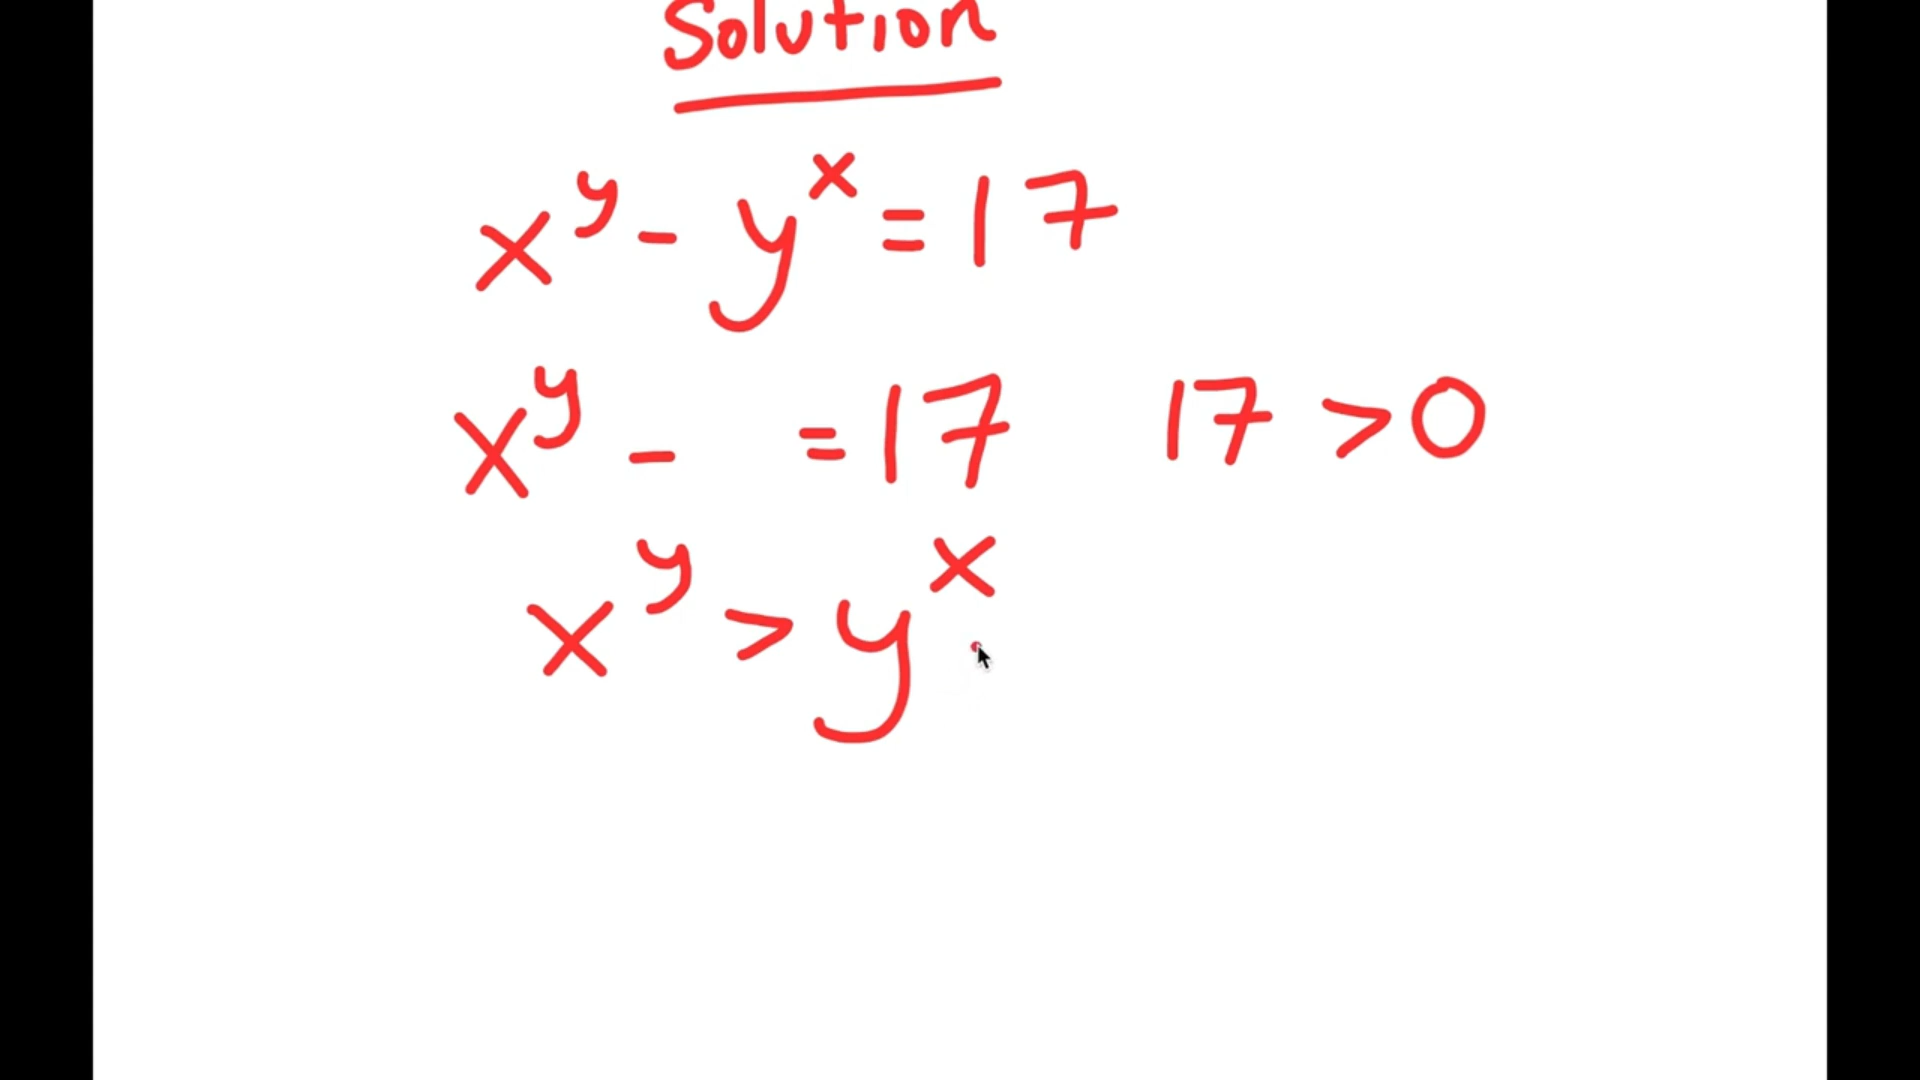 Solution
x^y - y^x = 17
x^y - = 17 17 > 0
x^y > y^x